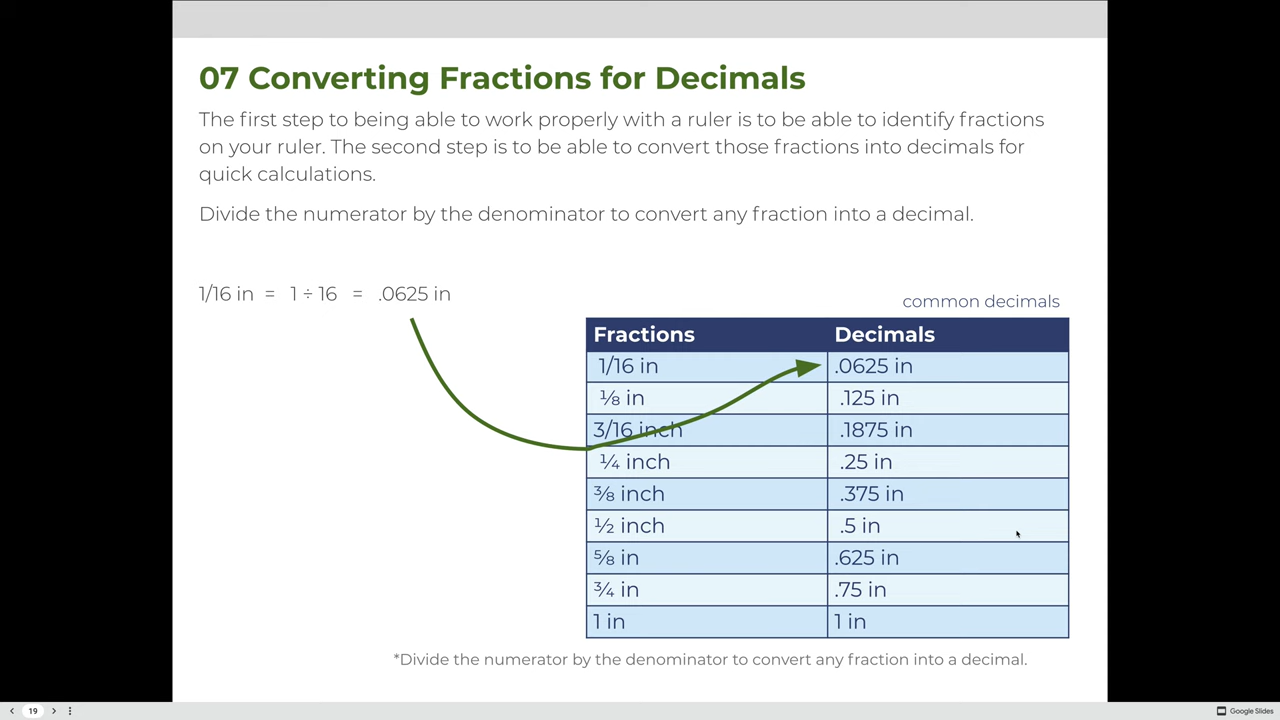 07 Converting Fractions for Decimals
The first step to being able to work properly with a ruler is to be able to identify fractions
on your ruler. The second step is to be able to convert those fractions into decimals for
quick calculations.
Divide the numerator by the denominator to convert any fraction into a decimal.
1/16 in = 1 ÷ 16 = .0625 in
common decimals
Fractions Decimals
1/16 in .0625 in
⅛ in .125 in
3/16 inch .1875 in
¼ inch .25 in
⅜ inch .375 in
½ inch .5 in
⅝ in .625 in
¾ in .75 in
1 in 1 in
*Divide the numerator by the denominator to convert any fraction into a decimal.
19 Google Slides